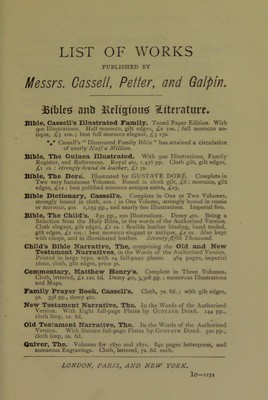 LIST OF WORKS
PUBLISHED BY
Messrs. Cassell, Petter, and Galpin.
Bibles and Religious Literature.
Bible, Cassell's Illustrated Family. Toned Paper Edition. With
900 Illustrations. Half morocco, gilt edges, £2 10s.; full morocco an-
tique, £3 10s.; best full morocco elegant, £3 15s.
*** Cassell's "Illustrated Family Bible" has attained a circulation
of nearly Half a Million.
Bible, The Guinea Illustrated. With 900 Illustrations, Family
Register, and References. Royal 4to, 1,476 pp. Cloth gilt, gilt edges,
£1 1s.; strongly bound in leather, £1 5s.
Bible, The Dore. Illustrated by GUSTAVE DORÉ. Complete in
Two very handsome Volumes. Bound in cloth gilt, £8; morocco, gilt
edges, £12; best polished morocco antique extra, £15.
Bible Dictionary, Cassell's. Complete in One or Two Volumes,
strongly bound in cloth, 21s.; in One Volume, strongly bound in russia
or morocco, 40s. 1,159 pp., and nearly 600 Illustrations. Imperial 8vo.
Bible, The Child's. 830 pp., 200 Illustrations. Demy 4to. Being a
Selection from the Holy Bible, in the words of the Authorised Version.
Cloth elegant, gilt edges, £1 1s.; flexible leather binding, hand tooled,
gilt edges, £1 10s.; best morocco elegant or antique, £2 2s. Also kept
with clasps, and in illuminated leather. Seventy-fifth Thousand.
Child's Bible Narrative, The, comprising the Old and New
Testament Narratives, in the Words of the Authorised Version.
Printed in large type, with 24 full-page plates. 464 pages, imperial
16mo, cloth, gilt edges, price 7s.
Commentary, Matthew Henry's. Complete in Three Volumes.
Cloth, lettered, £2 12s. 6d. Demy 4to, 3,308 pp.; numerous Illustrations
and Maps.
Family Prayer Book, Cassell's. Cloth, 7s. 6d.; with gilt edges,
9s. 398 pp., demy 4to.
New Testament Narrative, The. In the Words of the Authorised
Version. With Eight full-page Plates by GUSTAVE DORÉ. 144 pp.,
cloth limp, 1s. 6d.
Old Testament Narrative, The. In the Words of the Authorised
Version. With Sixteen full-page Plates by GUSTAVE DORÉ. 320 pp.,
cloth limp, 2s. 6d.
Quiver, The. Volumes for 1870 and 1871. 840 letterpress pages, and
numerous Engravings. Cloth, lettered, 7s. 6d. each.
LONDON, PARIS, AND NEW YORK.